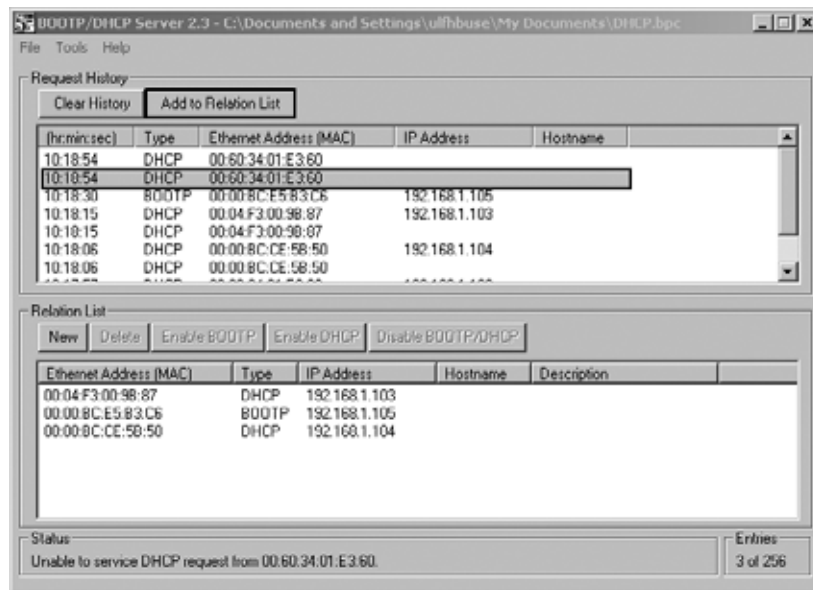 BOOTP/DHCP Server 2.3 - C:\Documents and Settings\ulfhbuse\My Documents\DHCP.bpc
File Tools Help
Request History
Clear History Add to Relation List
(hr:min:sec) Type Ethernet Address (MAC) IP Address Hostname
10:18:54 DHCP 00:60:34:01:E3:60
10:18:54 DHCP 00:60:34:01:E3:60
10:18:30 BOOTP 00:00:BC:E5:B3:C6 192.168.1.105
10:18:15 DHCP 00:04:F3:00:9B:87 192.168.1.103
10:18:15 DHCP 00:04:F3:00:9B:87
10:18:06 DHCP 00:00:BC:CE:5B:50 192.168.1.104
10:18:06 DHCP 00:00:BC:CE:5B:50
Relation List
New Delete Enable BOOTP Enable DHCP Disable BOOTP/DHCP
Ethernet Address (MAC) Type IP Address Hostname Description
00:04:F3:00:9B:87 DHCP 192.168.1.103
00:00:BC:E5:B3:C6 BOOTP 192.168.1.105
00:00:BC:CE:5B:50 DHCP 192.168.1.104
Status
Unable to service DHCP request from 00:60:34:01:E3:60.
Entries
3 of 256